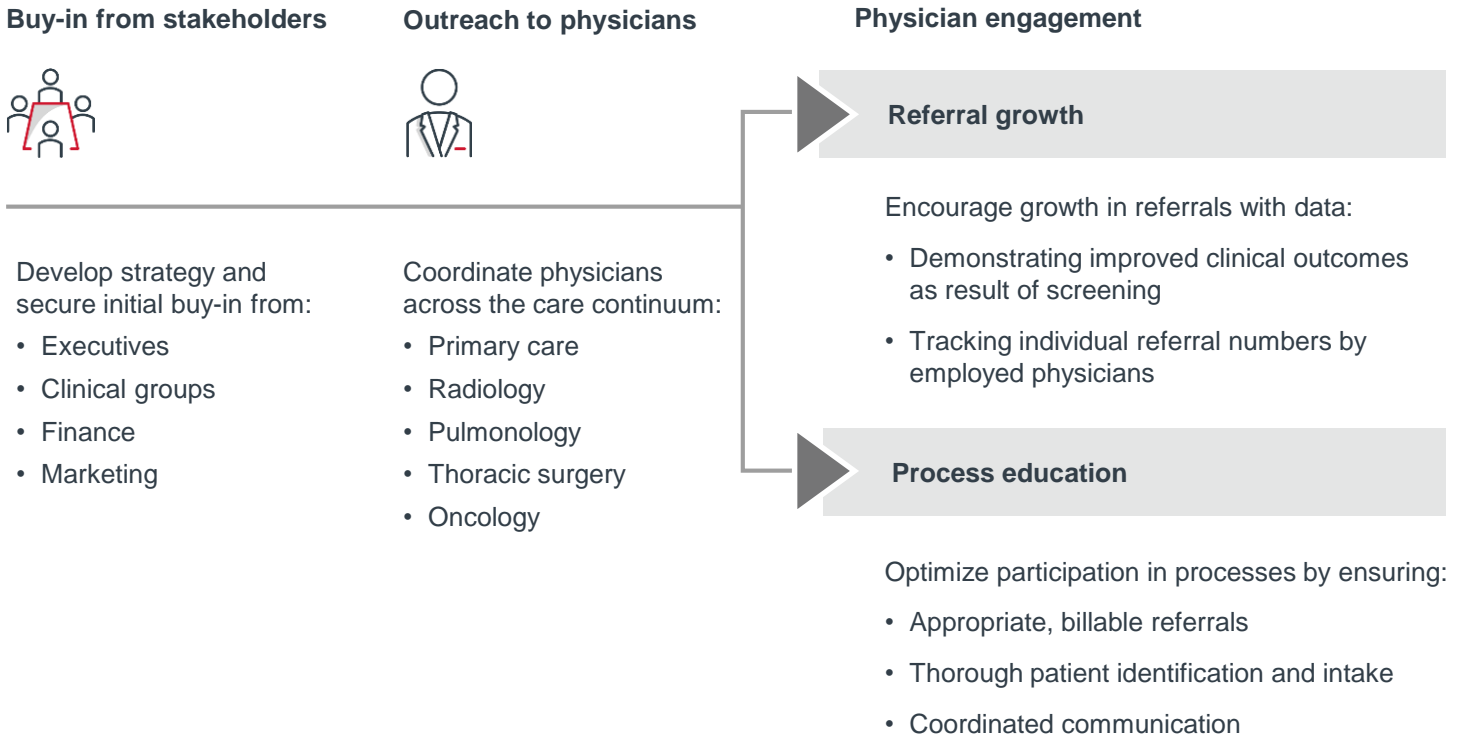 Buy-in from stakeholders
Develop strategy and
secure initial buy-in from:
• Executives
• Clinical groups
• Finance
• Marketing
Outreach to physicians
Coordinate physicians
across the care continuum:
• Primary care
• Radiology
• Pulmonology
• Thoracic surgery
• Oncology
Physician engagement
Referral growth
Encourage growth in referrals with data:
• Demonstrating improved clinical outcomes
as result of screening
• Tracking individual referral numbers by
employed physicians
Process education
Optimize participation in processes by ensuring:
• Appropriate, billable referrals
• Thorough patient identification and intake
• Coordinated communication